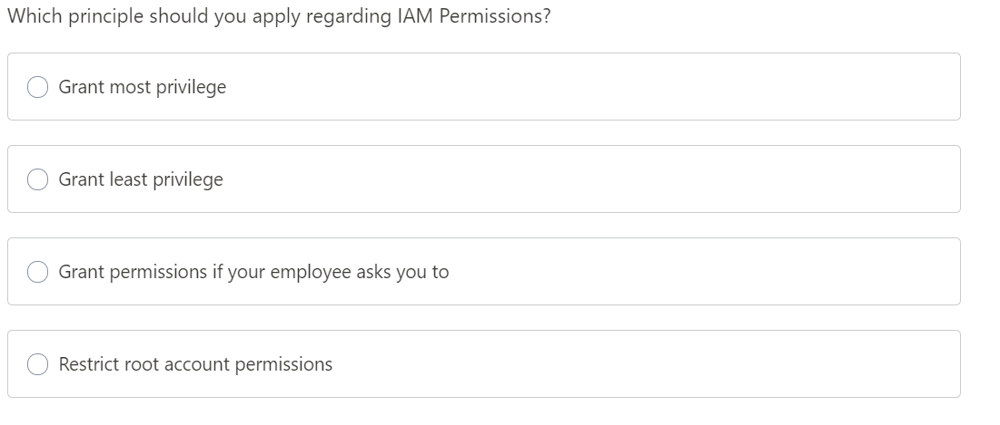 Which principle should you apply regarding IAM Permissions?
Grant most privilege
Grant least privilege
Grant permissions if your employee asks you to
Restrict root account permissions